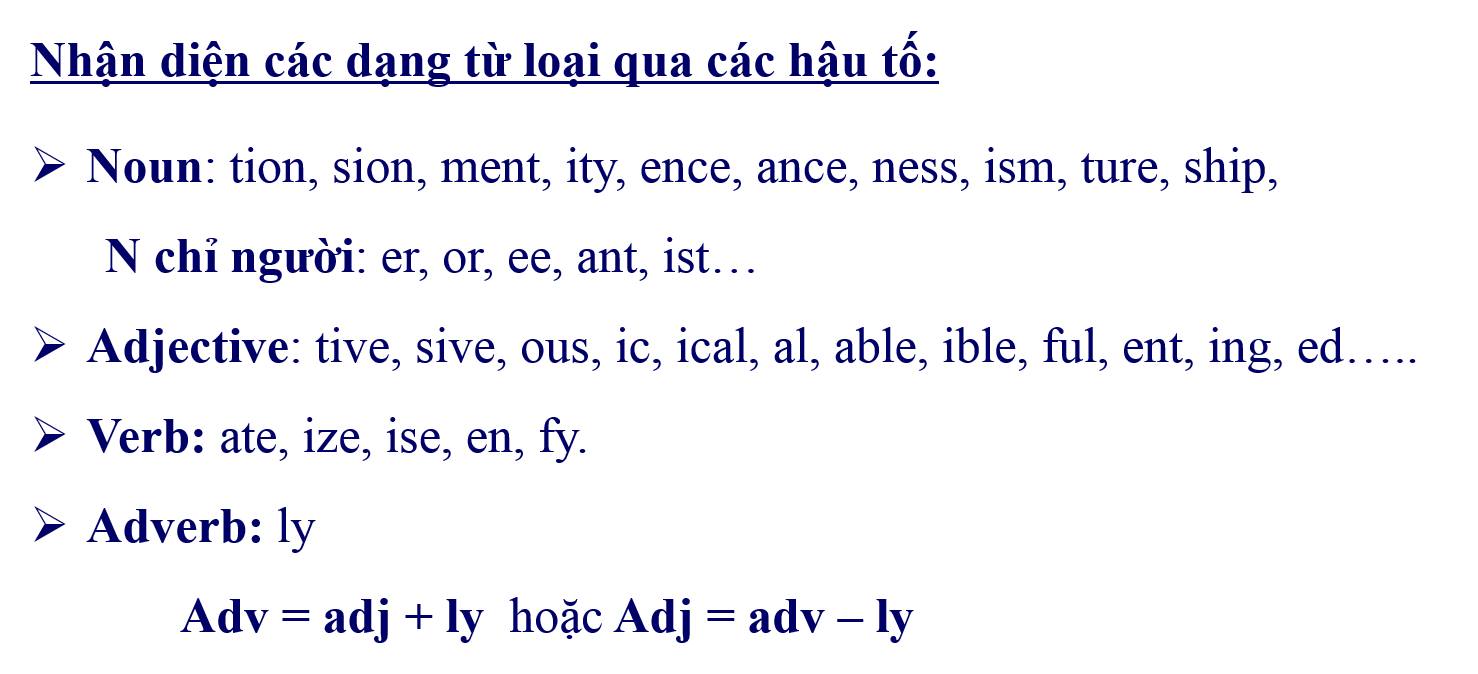 Nhận diện các dạng từ loại qua các hậu tố:
➢ Noun: tion, sion, ment, ity, ence, ance, ness, ism, ture, ship,
N chỉ người: er, or, ee, ant, ist…
➢ Adjective: tive, sive, ous, ic, ical, al, able, ible, ful, ent, ing, ed…..
➢ Verb: ate, ize, ise, en, fy.
➢ Adverb: ly
Adv = adj + ly hoặc Adj = adv – ly